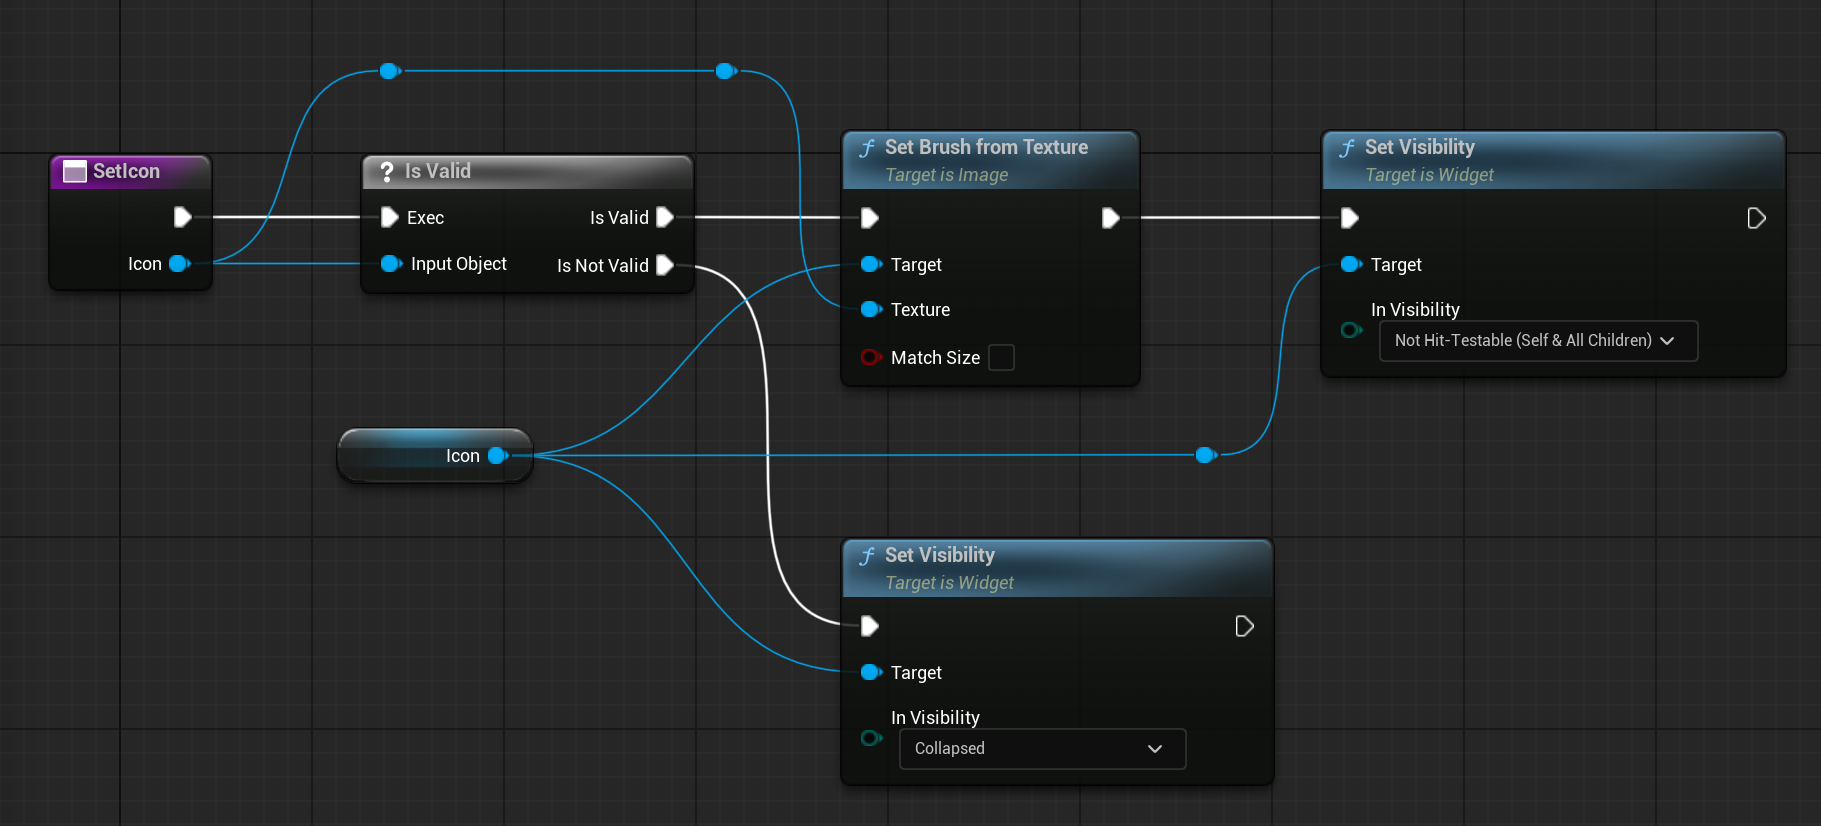 SetIcon
Icon
? Is Valid
Exec
Is Valid
Input Object
Is Not Valid
f Set Brush from Texture
Target is Image
Target
Texture
Match Size
f Set Visibility
Target is Widget
Target
In Visibility
Not Hit-Testable (Self & All Children)
Icon
f Set Visibility
Target is Widget
Target
In Visibility
Collapsed